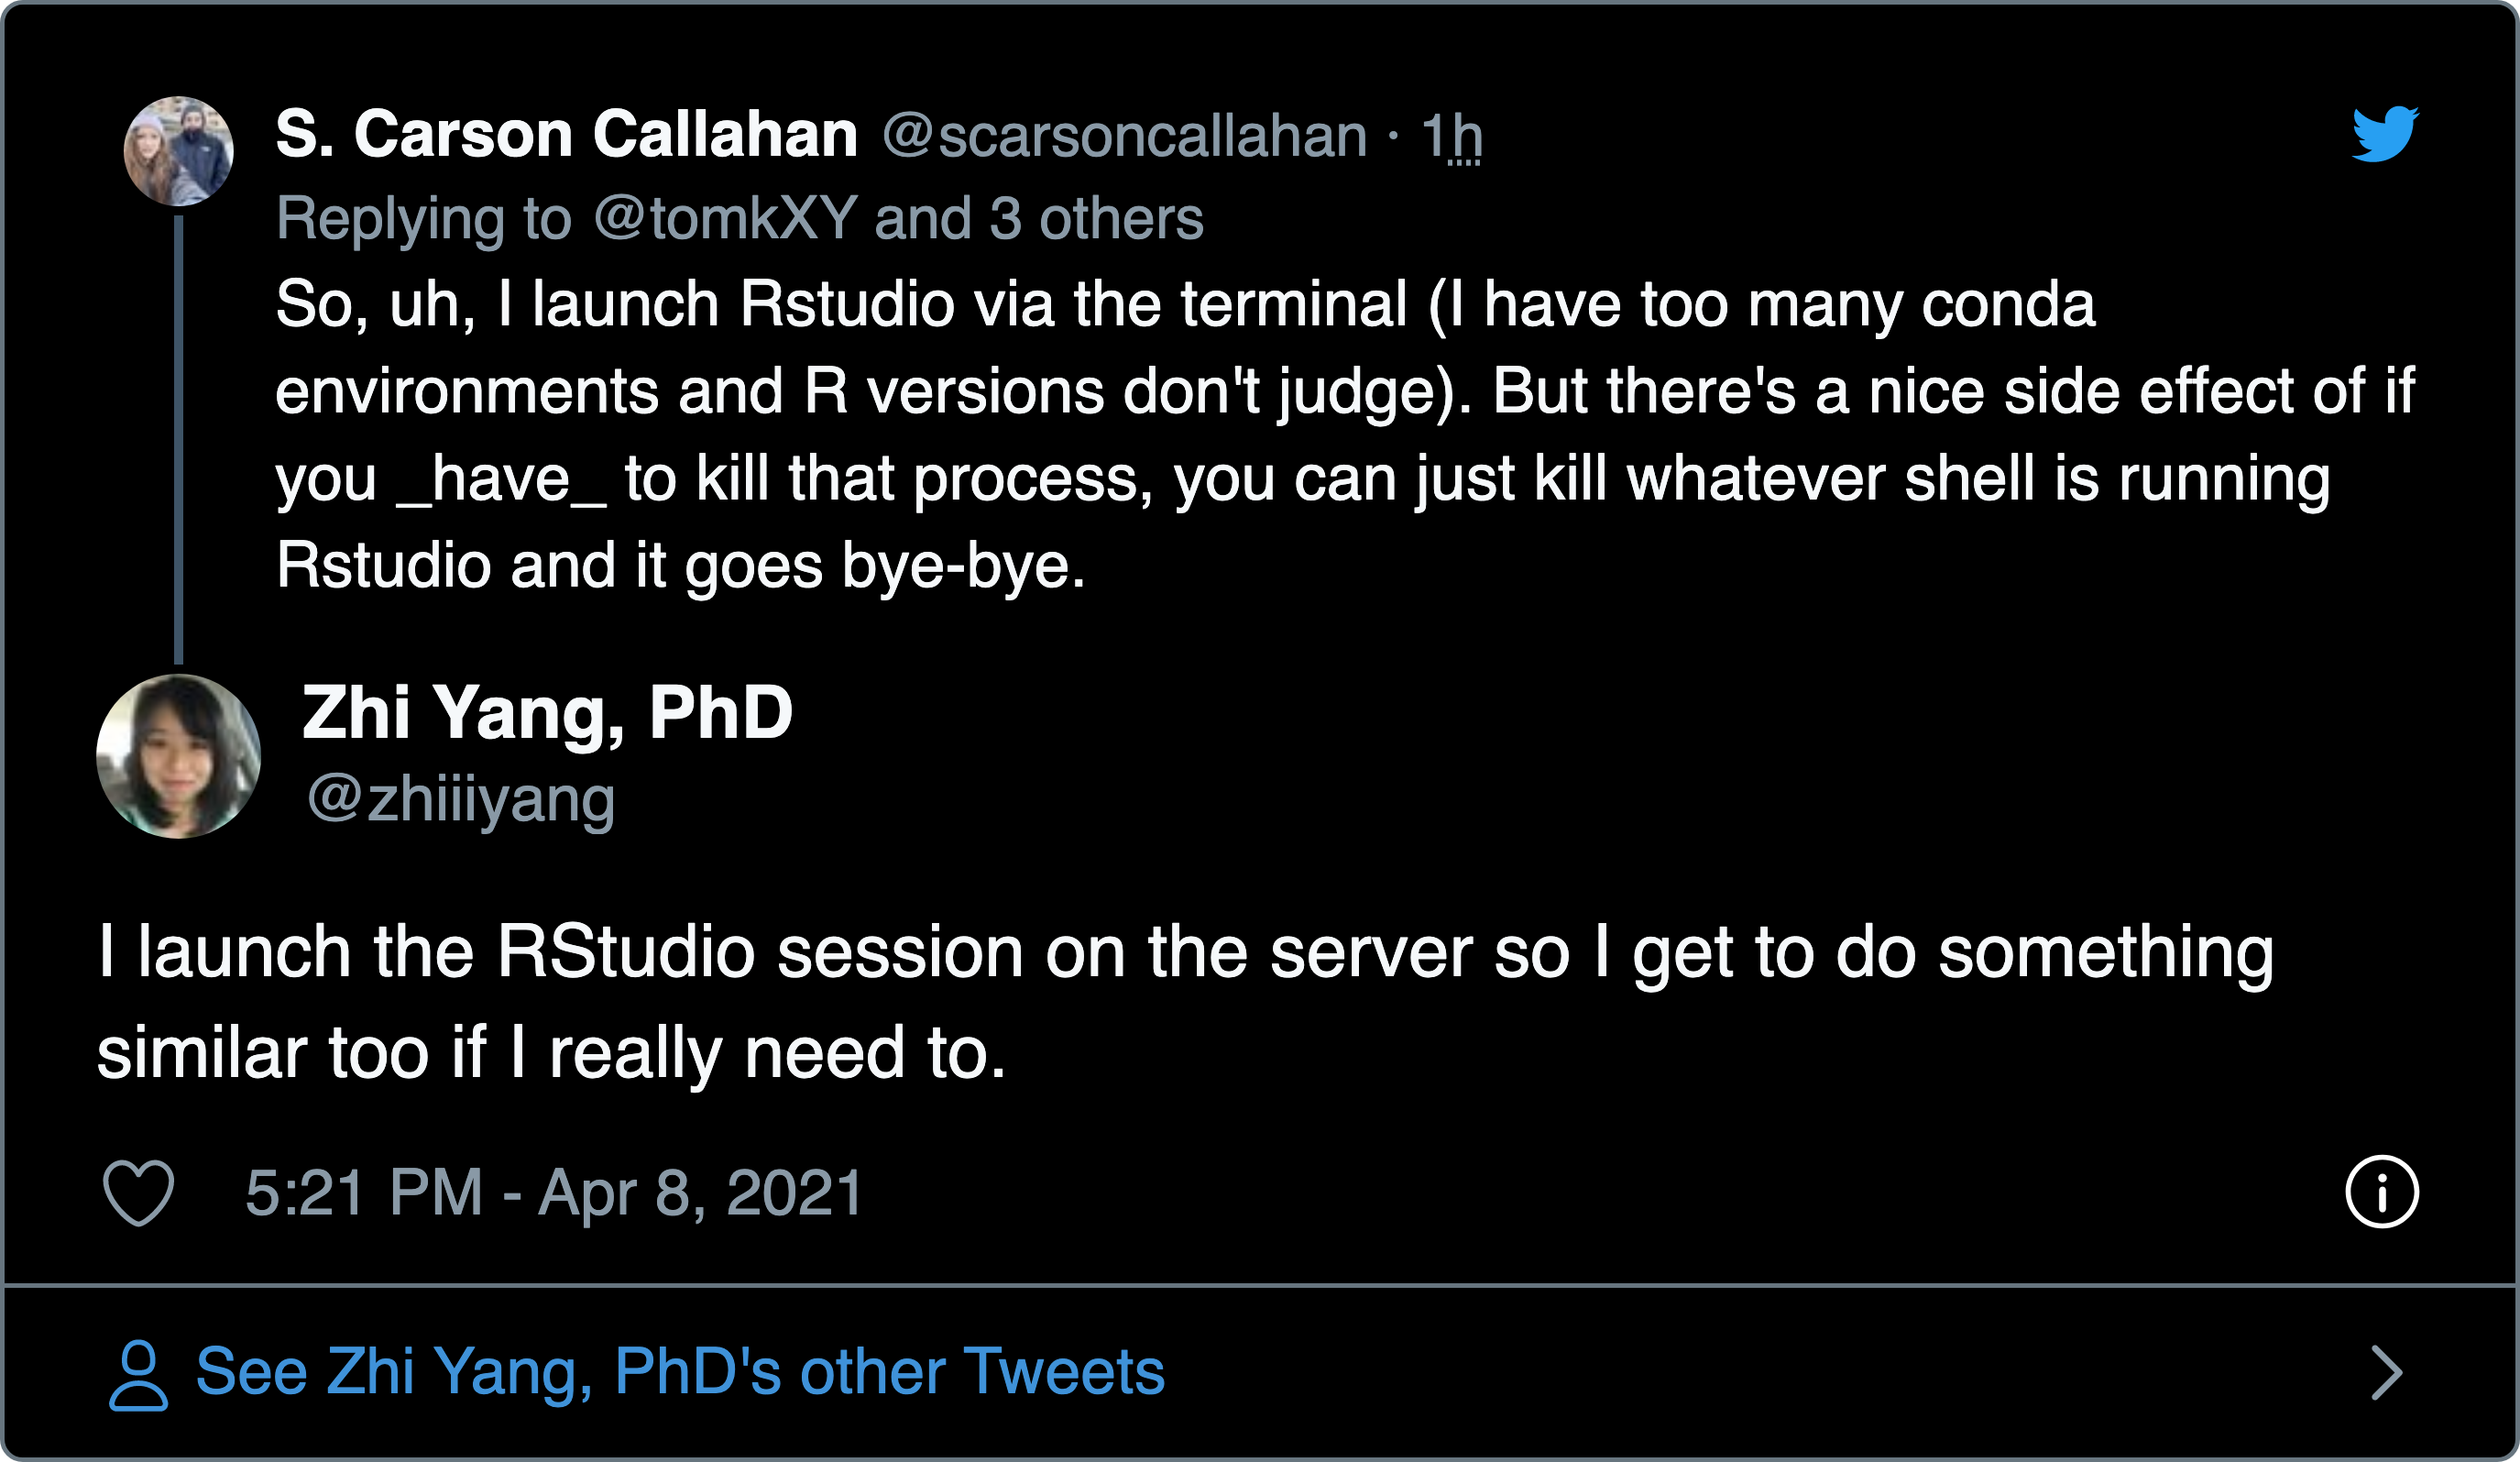 S. Carson Callahan @scarsoncallahan · 1h
Replying to @tomkXY and 3 others
So, uh, I launch Rstudio via the terminal (I have too many conda
environments and R versions don't judge). But there's a nice side effect of if
you _have_ to kill that process, you can just kill whatever shell is running
Rstudio and it goes bye-bye.
Zhi Yang, PhD
@zhiiiyang
I launch the RStudio session on the server so I get to do something
similar too if I really need to.
5:21 PM - Apr 8, 2021
See Zhi Yang, PhD's other Tweets